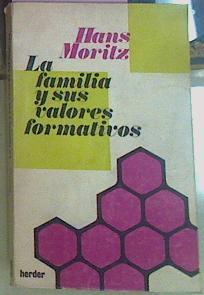 Hans
Moritz
La
familia
y sus
valores
formativos
herder